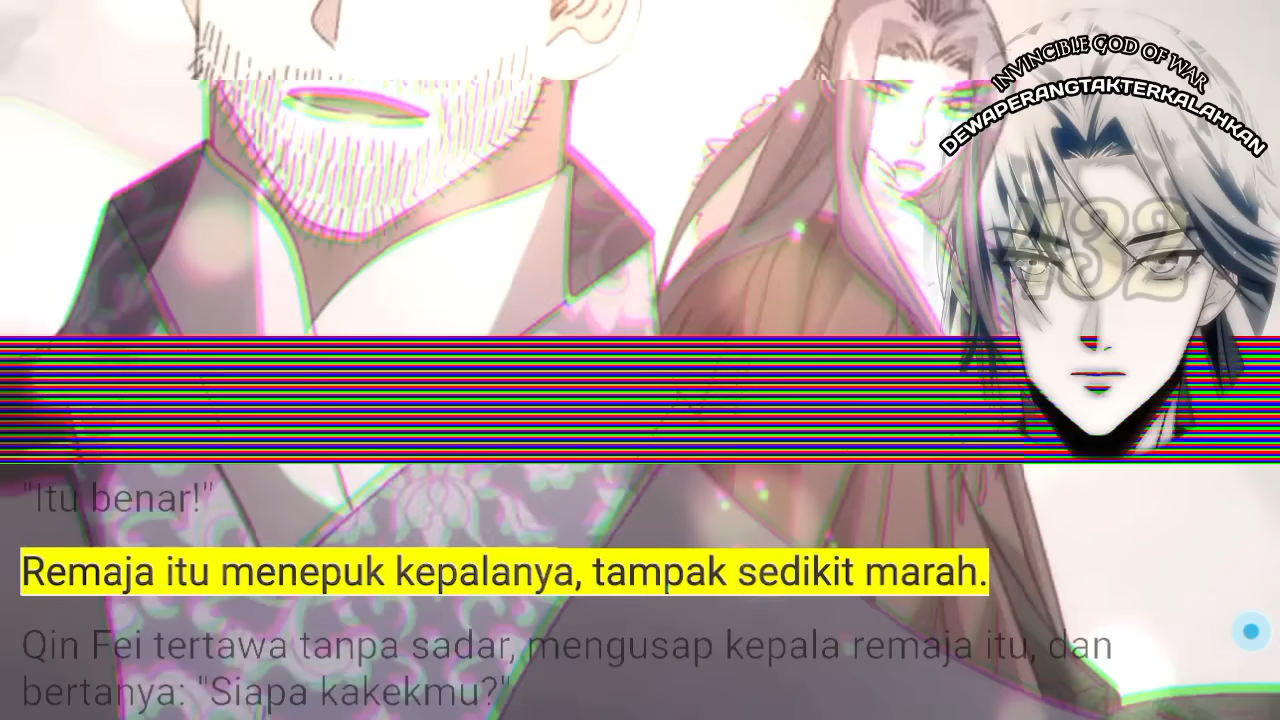 INVINCIBLE GOD OF WAR
DEWAPERANGTAKTERKALAHKAN
432
"Itu benar!"
Remaja itu menepuk kepalanya, tampak sedikit marah.
Qin Fei tertawa tanpa sadar, mengusap kepala remaja itu, dan
bertanya: "Siapa kakekmu?"